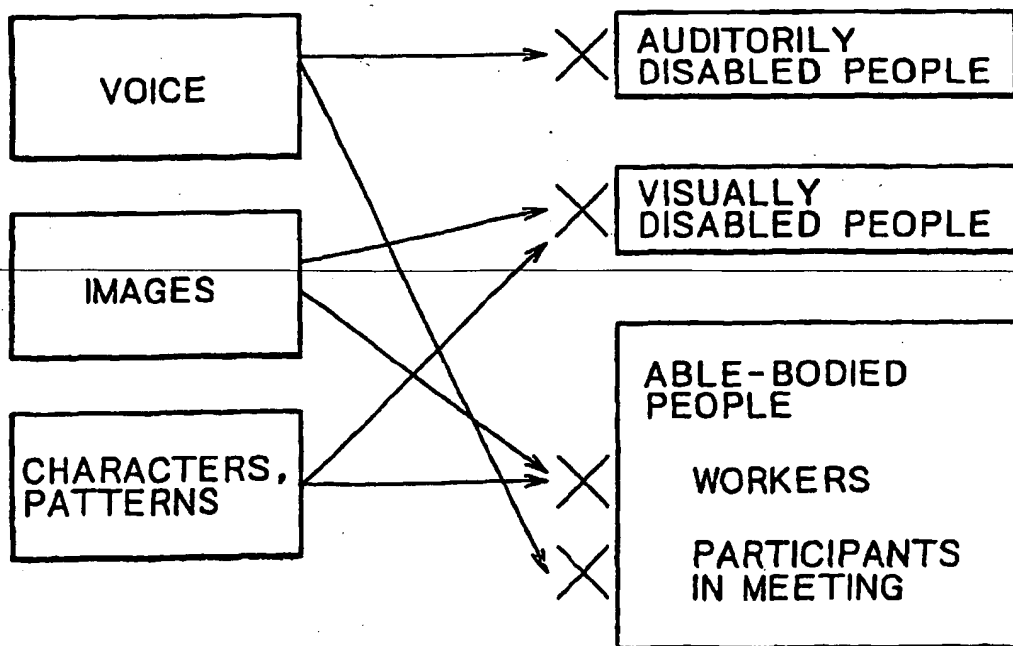 VOICE
IMAGES
CHARACTERS,
PATTERNS
AUDITORILY
DISABLED PEOPLE
VISUALLY
DISABLED PEOPLE
ABLE-BODIED
PEOPLE
WORKERS
PARTICIPANTS
IN MEETING